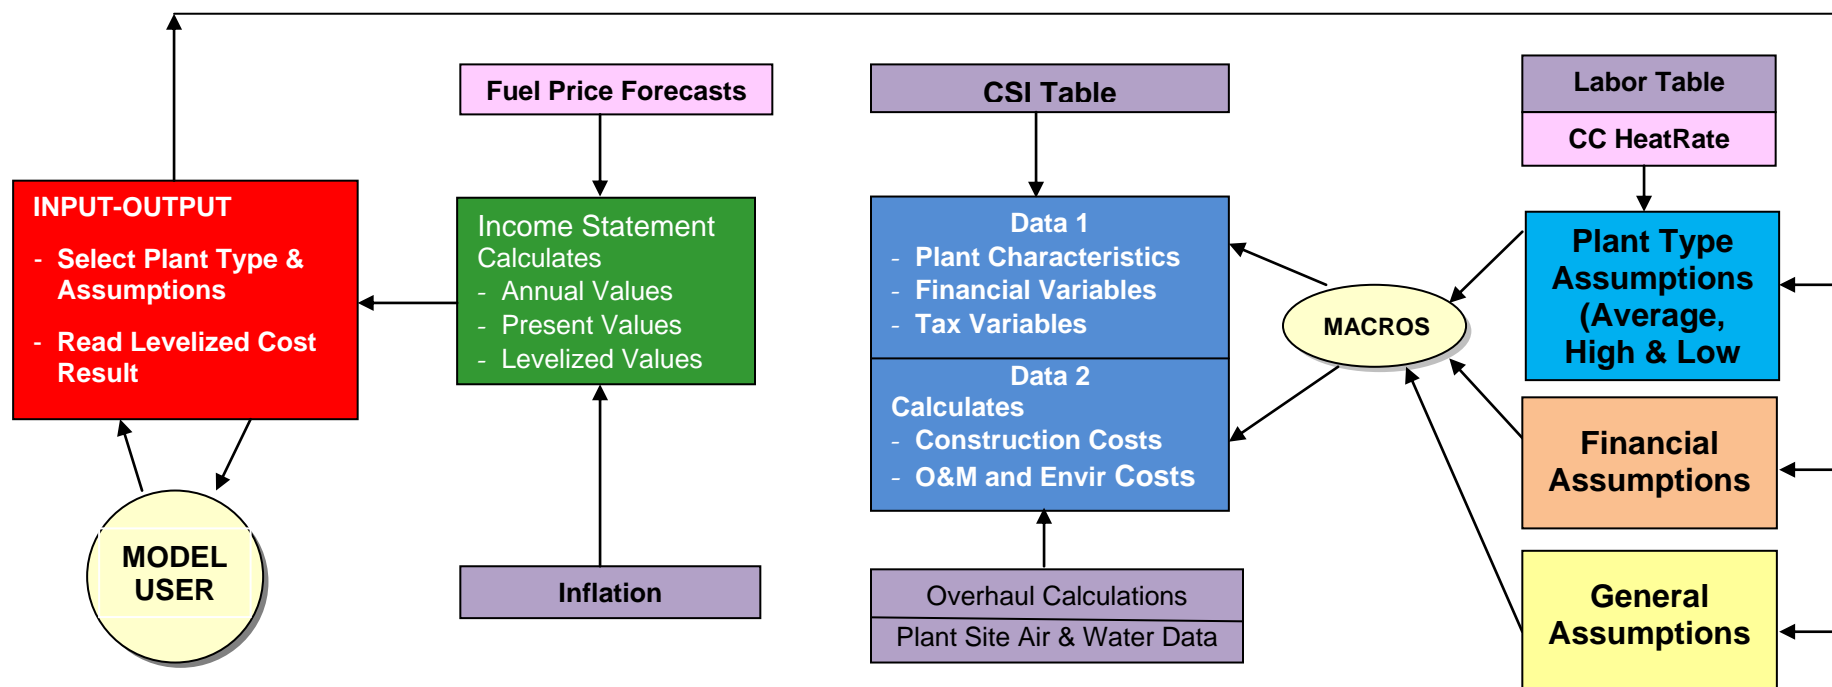 Fuel Price Forecasts
CSI Table
Labor Table
CC HeatRate
INPUT-OUTPUT
- Select Plant Type &
Assumptions
- Read Levelized Cost
Result
Income Statement
Calculates
- Annual Values
- Present Values
- Levelized Values
Data 1
- Plant Characteristics
- Financial Variables
- Tax Variables
Data 2
Calculates
- Construction Costs
- O&M and Envir Costs
MACROS
Plant Type
Assumptions
(Average,
High & Low
Financial
Assumptions
General
Assumptions
MODEL
USER
Inflation
Overhaul Calculations
Plant Site Air & Water Data